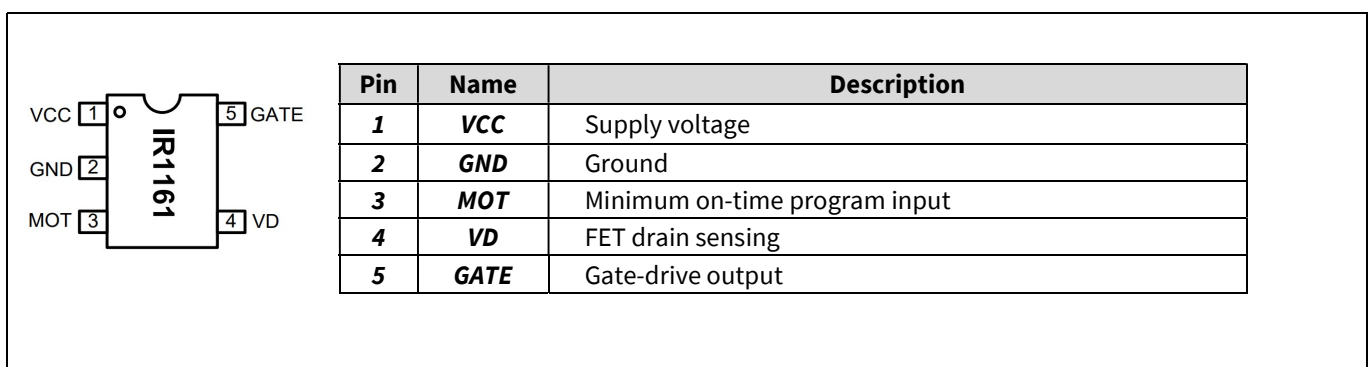 VCC 1
GND 2
MOT 3
IR1161
5 GATE
4 VD
Pin Name Description
1 VCC Supply voltage
2 GND Ground
3 MOT Minimum on-time program input
4 VD FET drain sensing
5 GATE Gate-drive output